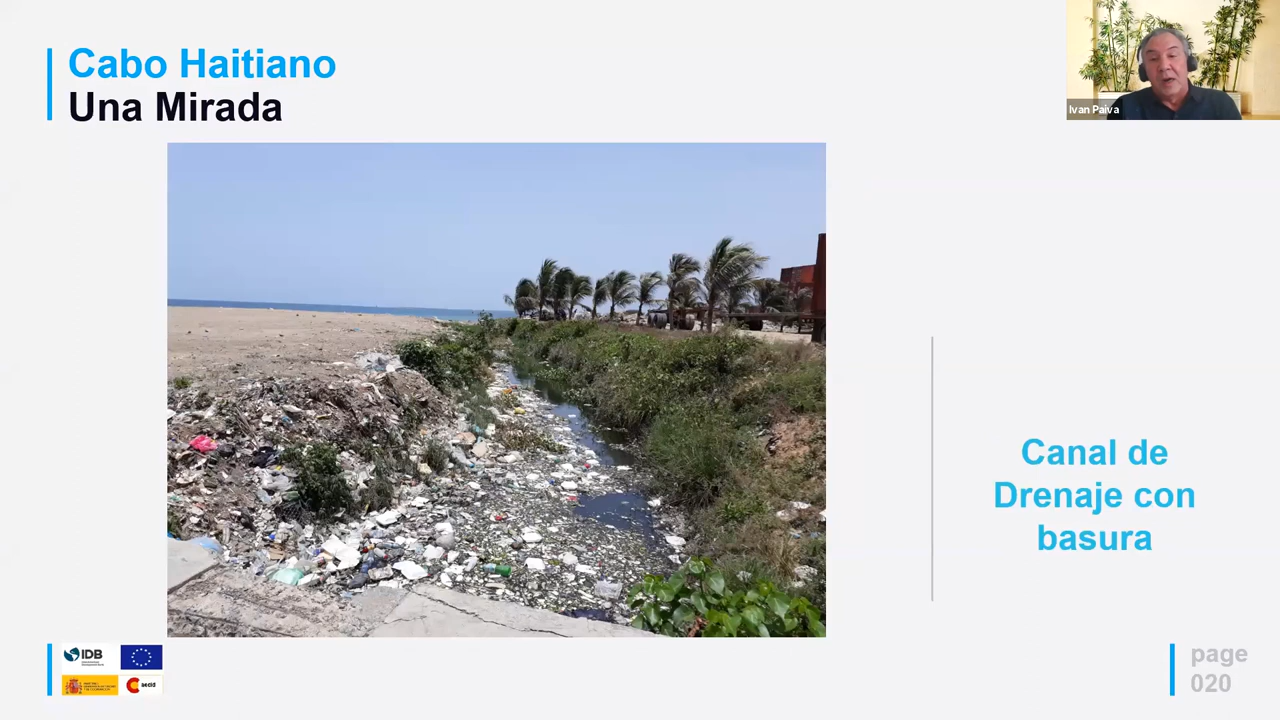 Cabo Haitiano
Una Mirada
Ivan Paiva
Canal de
Drenaje con
basura
IDB
aecid
page
020